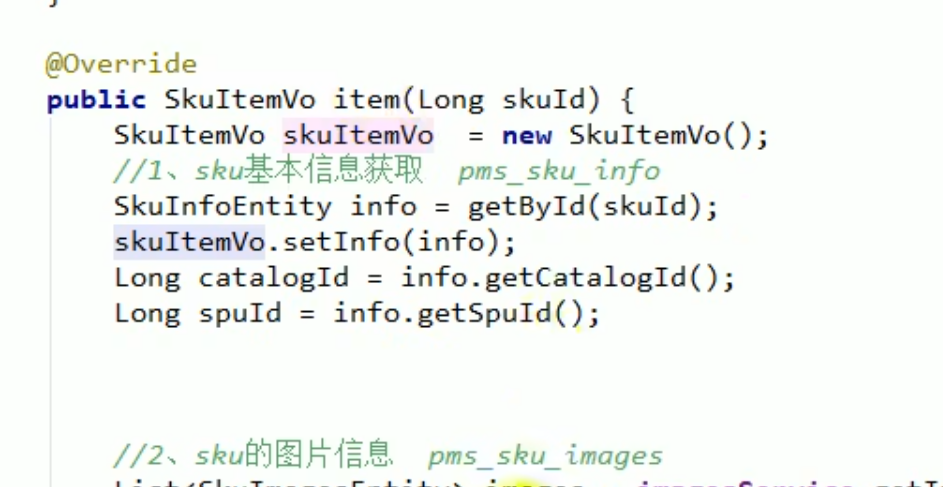 }
@Override
public SkuItemVo item(Long skuId) {
SkuItemVo skuItemVo = new SkuItemVo();
//1、sku基本信息获取 pms_sku_info
SkuInfoEntity info = getById(skuId);
skuItemVo.setInfo(info);
Long catalogId = info.getCatalogId();
Long spuId = info.getSpuId();
//2、sku的图片信息 pms_sku_images